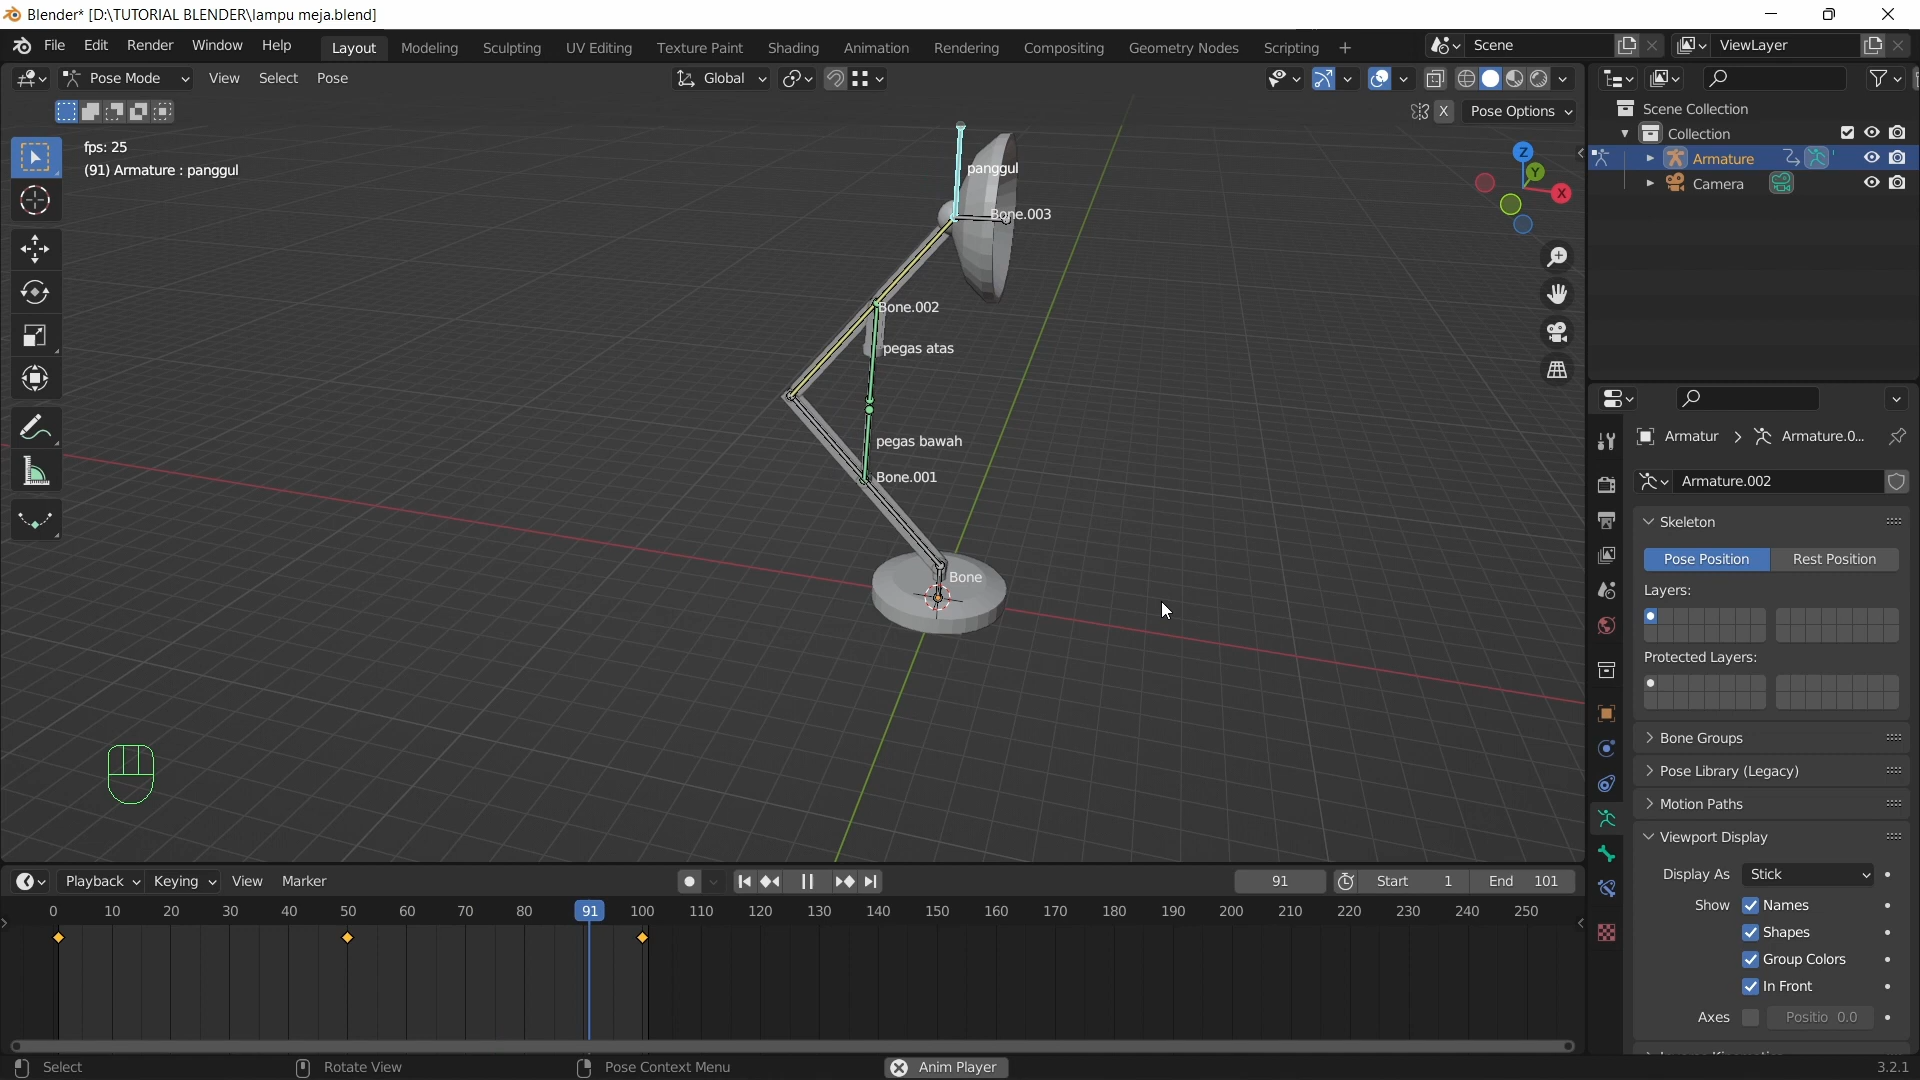 Blender* [D:\TUTORIAL BLENDER\lampu meja.blend]
File Edit Render Window Help Layout Modeling Sculpting UV Editing Texture Paint Shading Animation Rendering Compositing Geometry Nodes Scripting + Scene ViewLayer
Pose Mode View Select Pose Global
X Pose Options
fps: 25
(91) Armature : panggul
Z
Y
X
panggul
Bone.003
Bone.002
pegas atas
pegas bawah
Bone.001
Bone
Scene Collection
Collection
Armature
Camera
Armatur Armature.0...
Armature.002
Skeleton
Pose Position Rest Position
Layers:
Protected Layers:
Bone Groups
Pose Library (Legacy)
Motion Paths
Viewport Display
Display As Stick
Show Names
Shapes
Group Colors
In Front
Axes Positio 0.0
Playback Keying View Marker 91 Start 1 End 101
0 10 20 30 40 50 60 70 80 91 100 110 120 130 140 150 160 170 180 190 200 210 220 230 240 250
Select Rotate View Pose Context Menu Anim Player 3.2.1